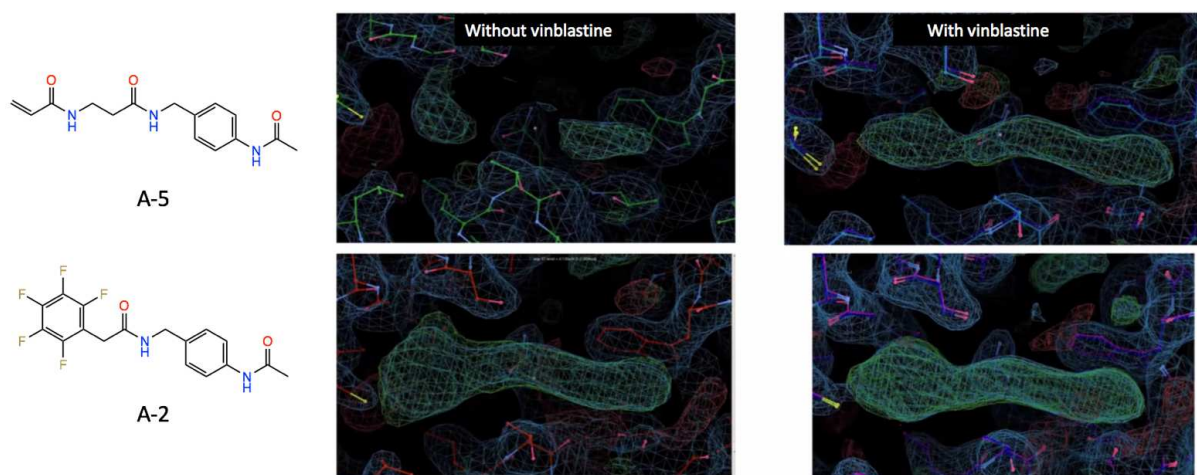 Without vinblastine
With vinblastine
O O
N N
H H
O
N
H
A-5
F
F F O
F
F
N
H
O
N
H
A-2